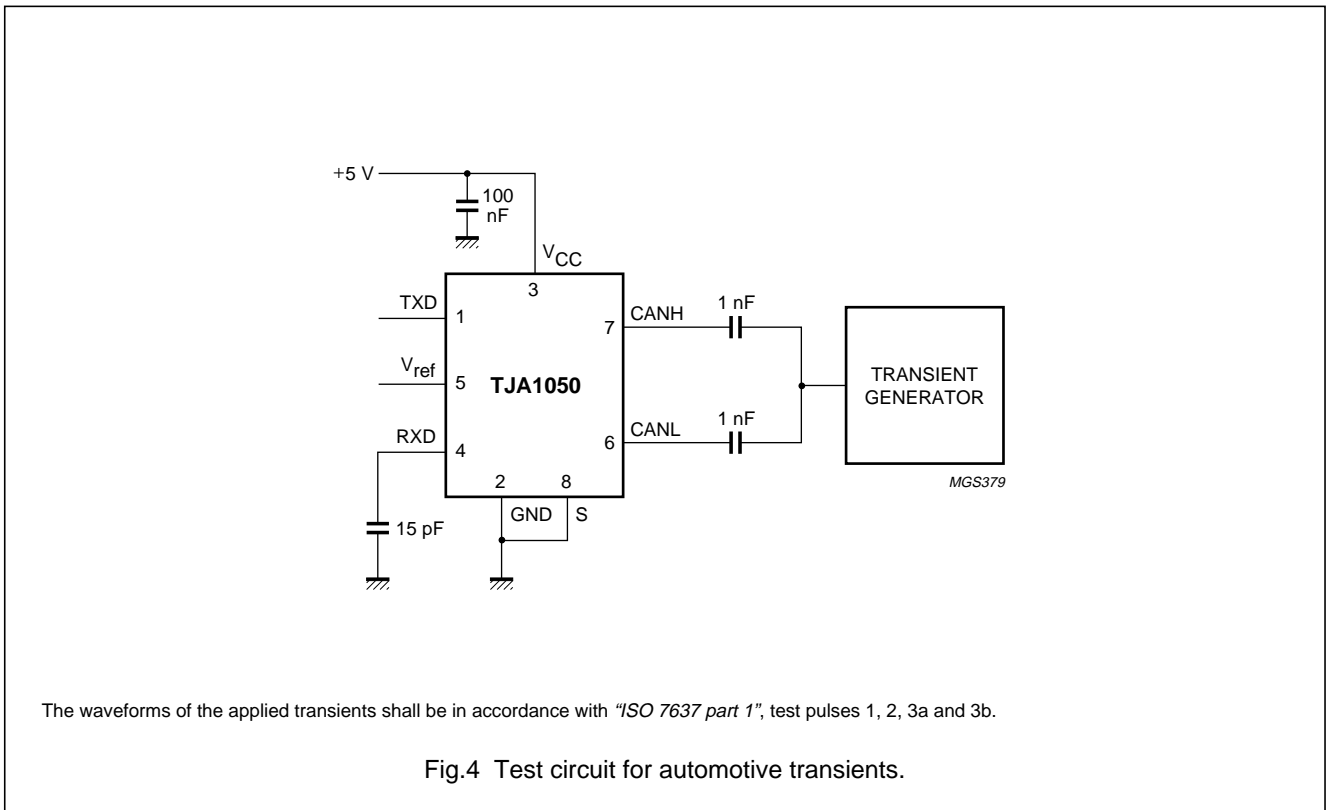 +5 V
100
nF
VCC
3
TXD
1
Vref
5
RXD
4
TJA1050
7
CANH
1 nF
6
CANL
1 nF
TRANSIENT
GENERATOR
MGS379
2
8
GND
S
15 pF
The waveforms of the applied transients shall be in accordance with “ISO 7637 part 1”, test pulses 1, 2, 3a and 3b.
Fig.4 Test circuit for automotive transients.